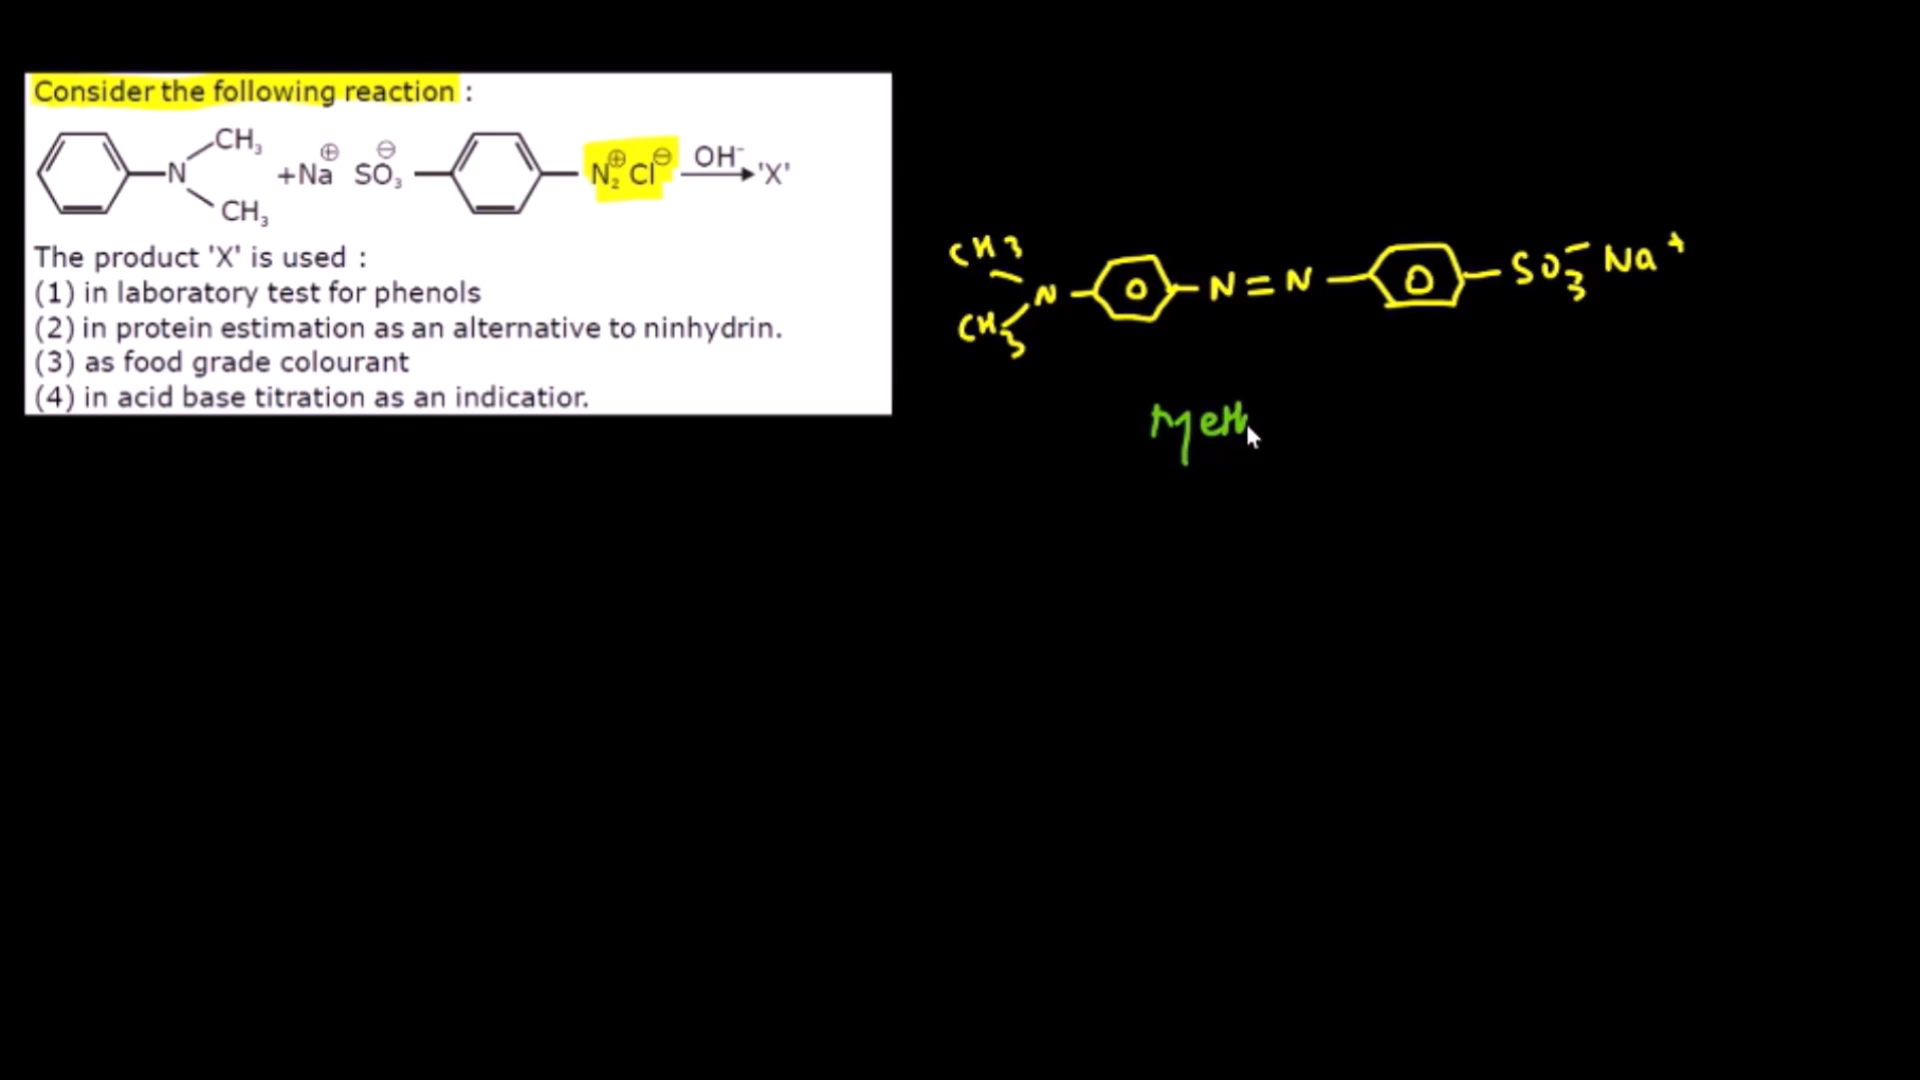 Consider the following reaction :
CH₃
N
CH₃
+Na⊕ SO₃⊖
N₂⊕ Cl⊖
OH⁻
'X'
The product 'X' is used :
(1) in laboratory test for phenols
(2) in protein estimation as an alternative to ninhydrin.
(3) as food grade colourant
(4) in acid base titration as an indicatior.
CH3
CH3
N
N=N
SO3⁻ Na⁺
Meth